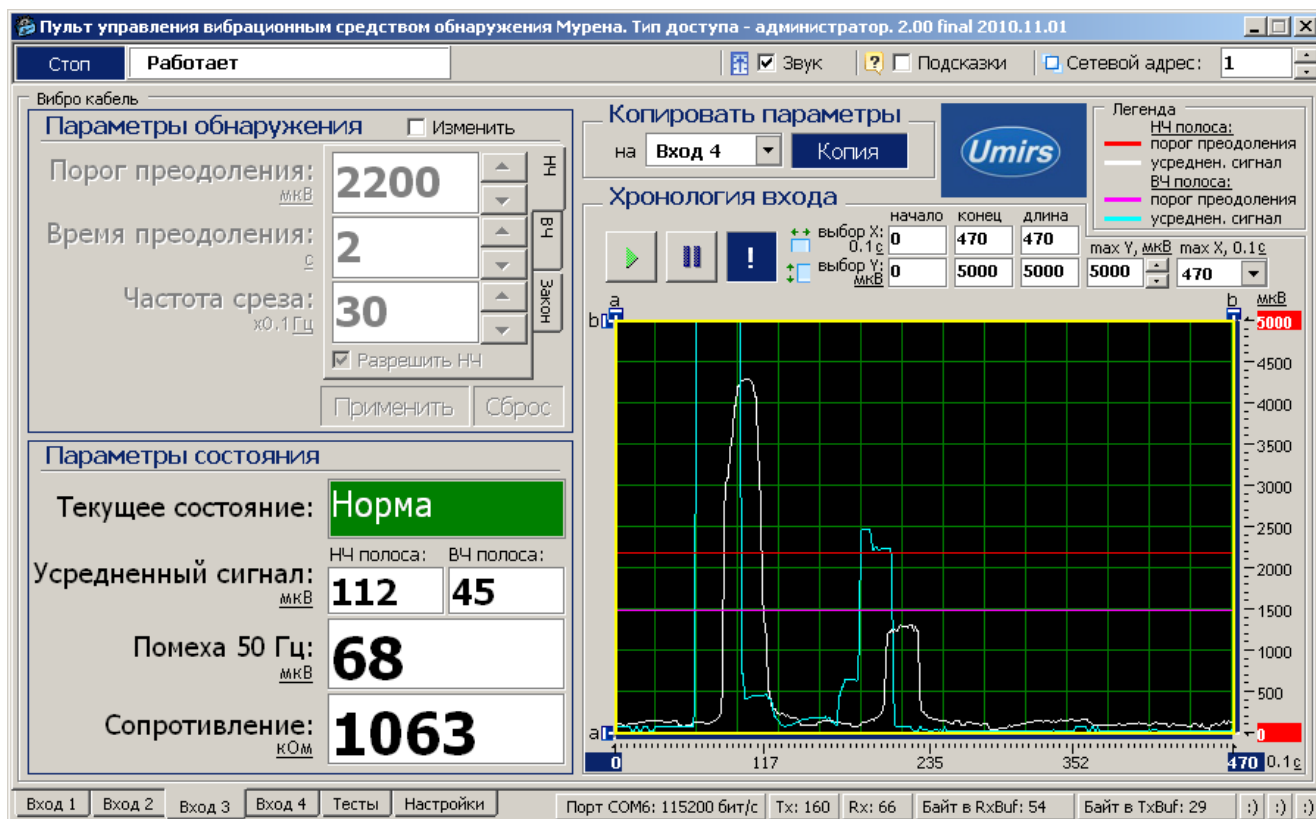 Пульт управления вибрационным средством обнаружения Мурена. Тип доступа - администратор. 2.00 final 2010.11.01
Стоп Работает Звук Подсказки Сетевой адрес: 1
Вибро кабель
Параметры обнаружения Изменить
Порог преодоления: 2200
мкВ
Время преодоления: 2
с
Частота среза: 30
x0.1 Гц
НЧ
ВЧ
Закон
Разрешить НЧ
Применить Сброс
Параметры состояния
Текущее состояние: Норма
НЧ полоса: ВЧ полоса:
Усредненный сигнал: 112 45
мкВ
Помеха 50 Гц: 68
мкВ
Сопротивление: 1063
кОм
Копировать параметры
на Вход 4 Копия
Umirs
Легенда
НЧ полоса:
порог преодоления
усреднен. сигнал
ВЧ полоса:
порог преодоления
усреднен. сигнал
Хронология входа
начало конец длина
выбор X: 0 470 470
0.1 с
max Y, мкВ max X, 0.1с
выбор Y: 0 5000 5000 5000 470
мкВ
!
a b мкВ
b 5000
4500
4000
3500
3000
2500
2000
1500
1000
500
a 0
0 117 235 352 470 0.1с
Вход 1 Вход 2 Вход 3 Вход 4 Тесты Настройки Порт COM6: 115200 бит/с Tx: 160 Rx: 66 Байт в RxBuf: 54 Байт в TxBuf: 29 :) :) :)